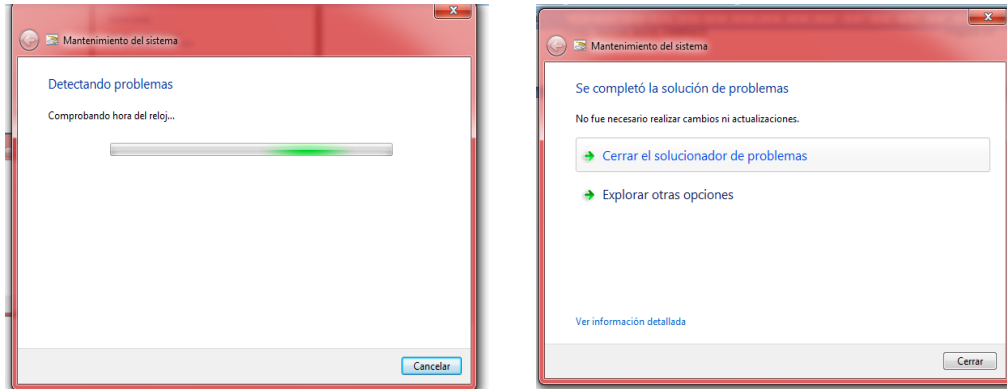 Mantenimiento del sistema
Detectando problemas
Comprobando hora del reloj...
Cancelar
Mantenimiento del sistema
Se completó la solución de problemas
No fue necesario realizar cambios ni actualizaciones.
Cerrar el solucionador de problemas
Explorar otras opciones
Ver información detallada
Cerrar